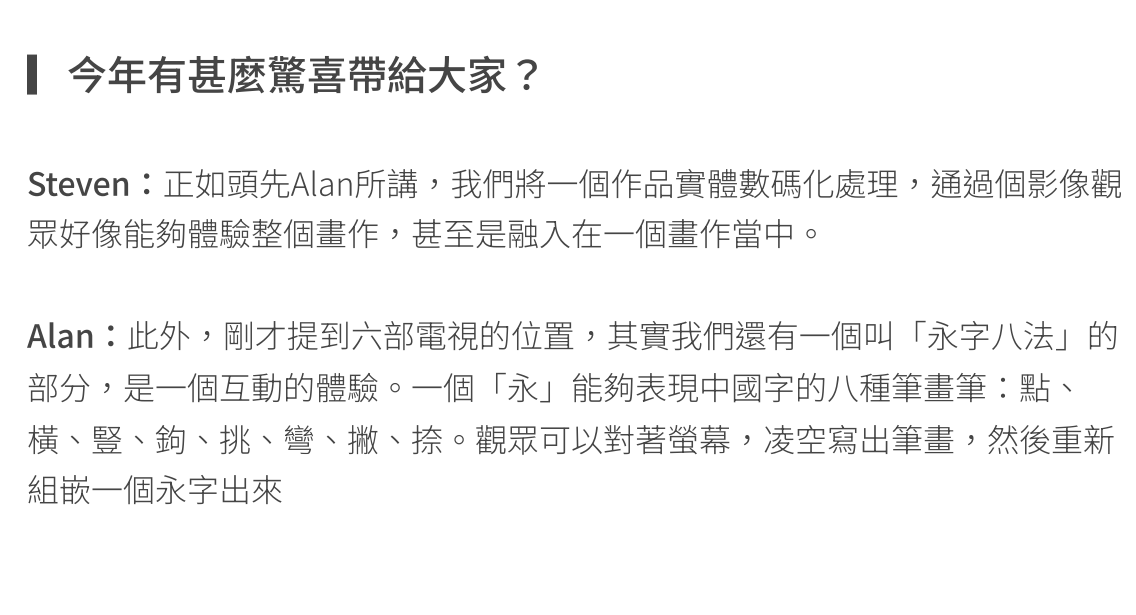 今年有甚麼驚喜帶給大家？
Steven：正如頭先Alan所講，我們將一個作品實體數碼化處理，通過個影像觀
眾好像能夠體驗整個畫作，甚至是融入在一個畫作當中。
Alan：此外，剛才提到六部電視的位置，其實我們還有一個叫「永字八法」的
部分，是一個互動的體驗。一個「永」能夠表現中國字的八種筆畫筆：點、
橫、豎、鉤、挑、彎、撇、捺。觀眾可以對著螢幕，凌空寫出筆畫，然後重新
組嵌一個永字出來